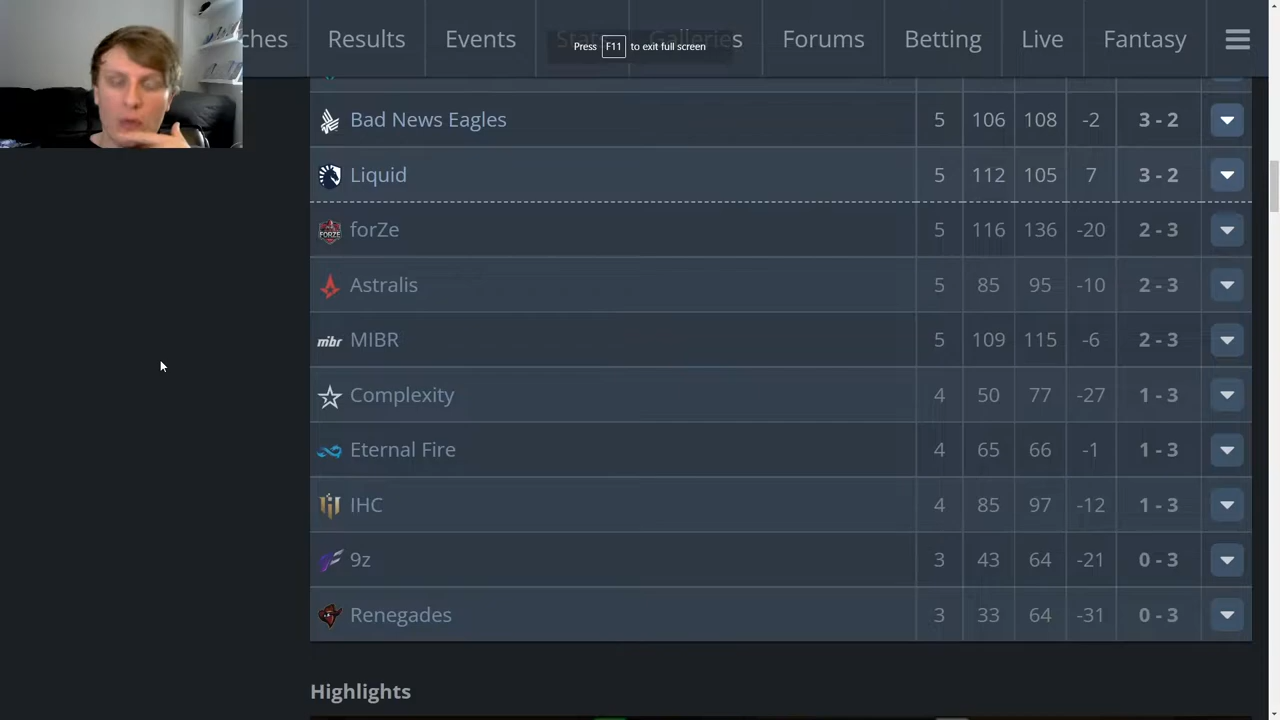 ches Results Events Stats Galleries Forums Betting Live Fantasy
Press F11 to exit full screen
Bad News Eagles 5 106 108 -2 3 - 2
Liquid 5 112 105 7 3 - 2
forZe 5 116 136 -20 2 - 3
Astralis 5 85 95 -10 2 - 3
mibr MIBR 5 109 115 -6 2 - 3
Complexity 4 50 77 -27 1 - 3
Eternal Fire 4 65 66 -1 1 - 3
IHC 4 85 97 -12 1 - 3
9z 3 43 64 -21 0 - 3
Renegades 3 33 64 -31 0 - 3
Highlights